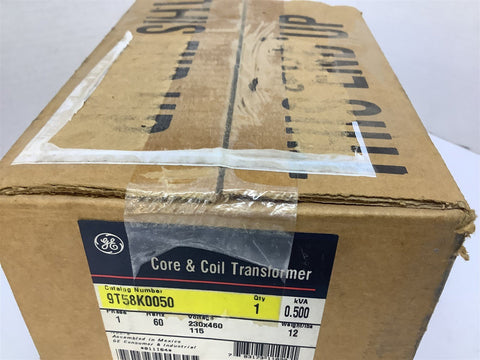 THIS END UP
THIS
GE
Core & Coil Transformer
Catalog Number Qty kVA
9T58K0050 1 0.500
Phase Hertz Voltage Weight/lbs
1 60 230x460 12
115
Assembled in Mexico
GE Consumer & Industrial